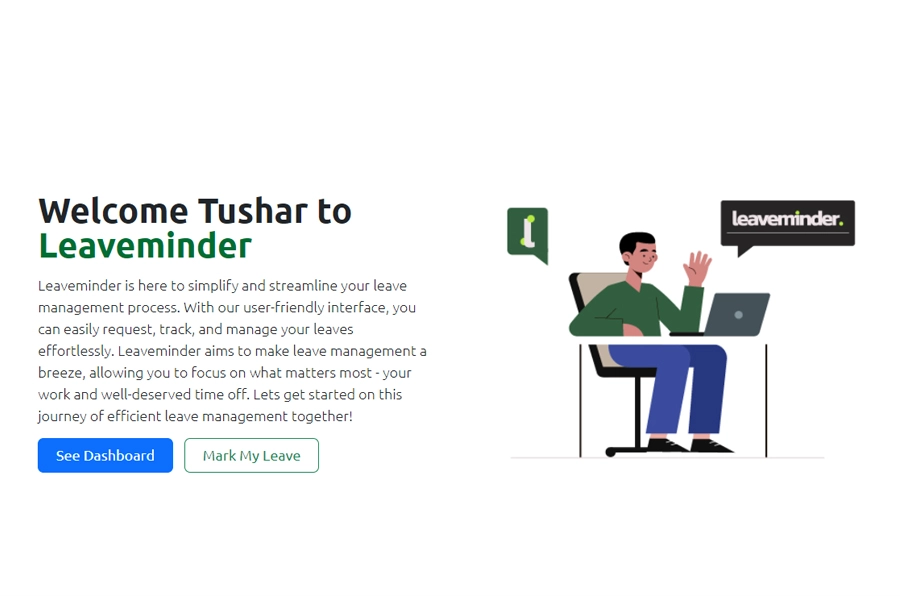 Welcome Tushar to
Leaveminder
Leaveminder is here to simplify and streamline your leave
management process. With our user-friendly interface, you
can easily request, track, and manage your leaves
effortlessly. Leaveminder aims to make leave management a
breeze, allowing you to focus on what matters most - your
work and well-deserved time off. Lets get started on this
journey of efficient leave management together!
See Dashboard
Mark My Leave
l
leaveminder.